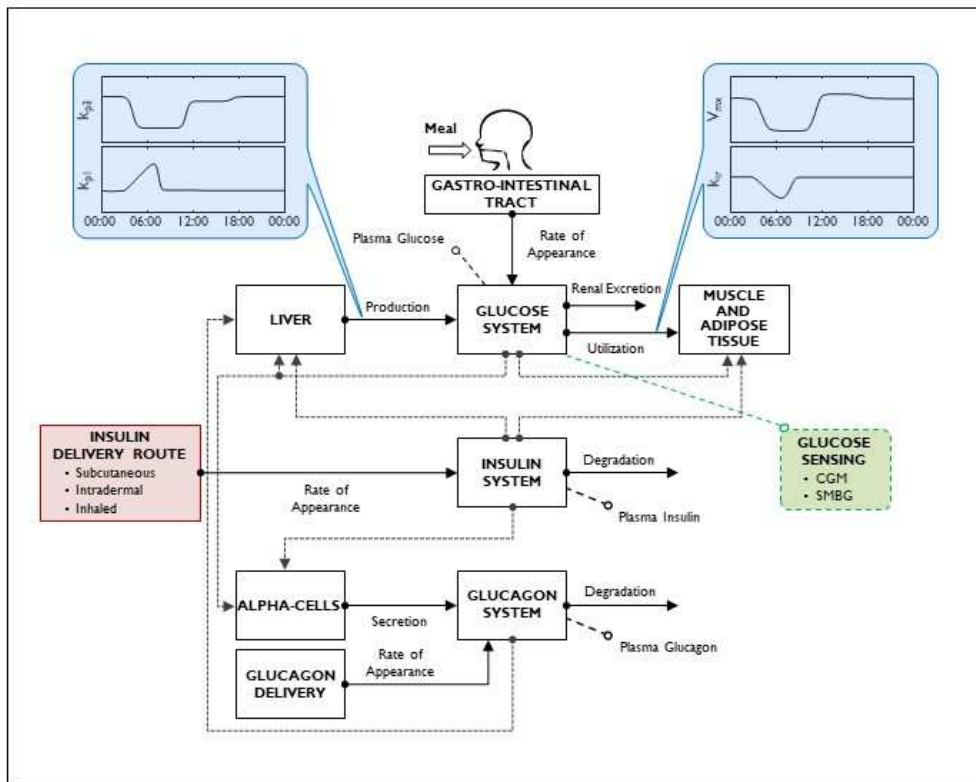 k_p3
k_p1
00:00 06:00 12:00 18:00 00:00
Meal
V_mx
00:00 06:00 12:00 18:00 00:00
GASTRO-INTESTINAL
TRACT
Plasma Glucose
Rate of
Appearance
LIVER
Production
GLUCOSE
SYSTEM
Renal Excretion
Utilization
MUSCLE
AND
ADIPOSE
TISSUE
INSULIN
DELIVERY ROUTE
• Subcutaneous
• Intradermal
• Inhaled
Rate of
Appearance
INSULIN
SYSTEM
Degradation
Plasma Insulin
GLUCOSE
SENSING
• CGM
• SMBG
ALPHA-CELLS
Secretion
GLUCAGON
SYSTEM
Degradation
Plasma Glucagon
GLUCAGON
DELIVERY
Rate of
Appearance